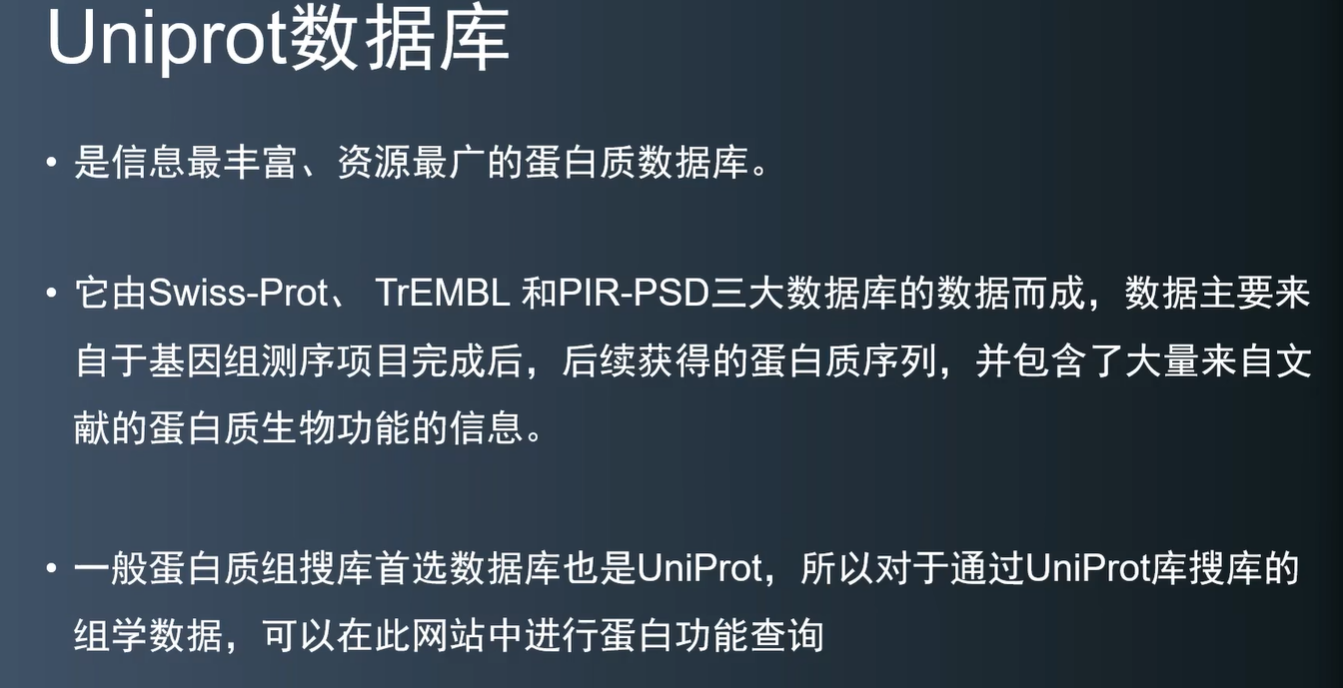 Uniprot数据库
• 是信息最丰富、资源最广的蛋白质数据库。
• 它由Swiss-Prot、 TrEMBL 和PIR-PSD三大数据库的数据而成，数据主要来
自于基因组测序项目完成后，后续获得的蛋白质序列，并包含了大量来自文
献的蛋白质生物功能的信息。
• 一般蛋白质组搜库首选数据库也是UniProt，所以对于通过UniProt库搜库的
组学数据，可以在此网站中进行蛋白功能查询